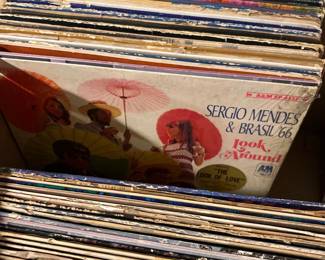 SERGIO MENDES
& BRASIL '66
Look
Around
"THE
LOOK OF LOVE"
A&M